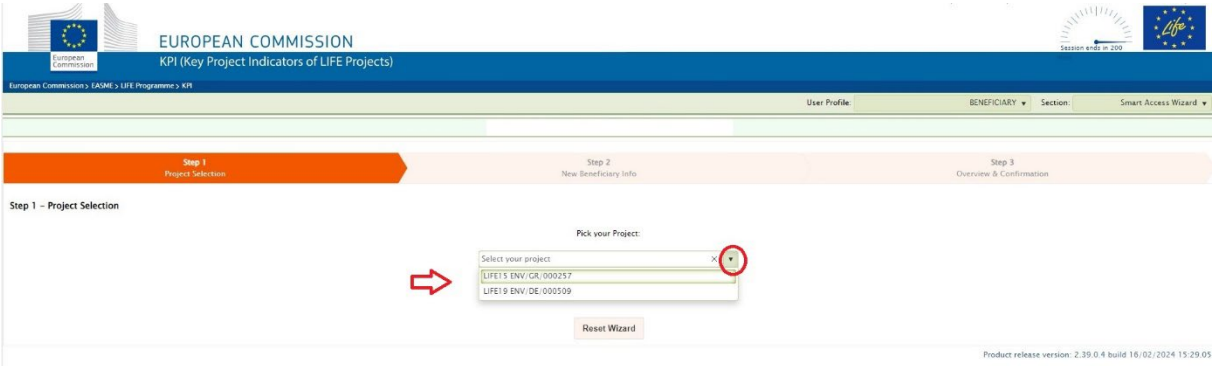 European
Commission
EUROPEAN COMMISSION
KPI (Key Project Indicators of LIFE Projects)
Session ends in 200
Life
European Commission > EASME > LIFE Programme > KPI
User Profile: BENEFICIARY Section: Smart Access Wizard
Step 1
Project Selection
Step 2
New Beneficiary Info
Step 3
Overview & Confirmation
Step 1 – Project Selection
Pick your Project:
Select your project
LIFE15 ENV/GR/000257
LIFE19 ENV/DE/000509
Reset Wizard
Product release version: 2.39.0.4 build 16/02/2024 15:29:05